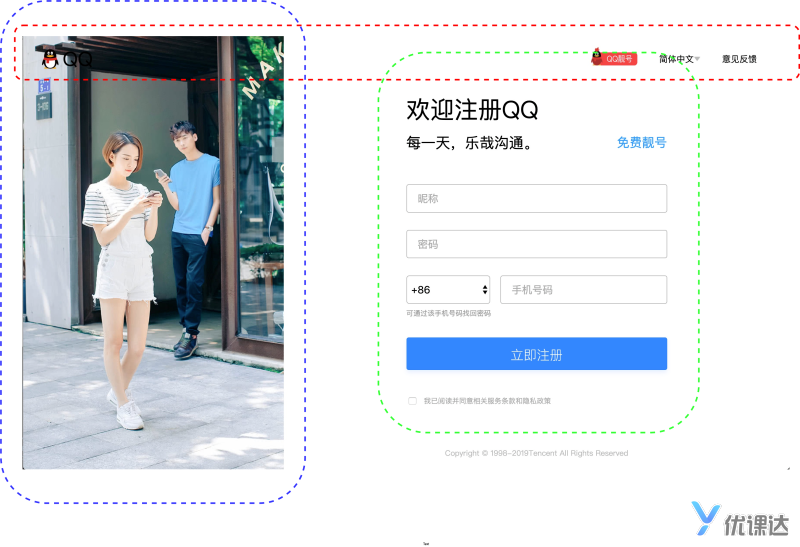 QQ
QQ靓号 简体中文 意见反馈
MAK
欢迎注册QQ
每一天，乐哉沟通。 免费靓号
昵称
密码
+86 手机号码
可通过该手机号码找回密码
立即注册
我已阅读并同意相关服务条款和隐私政策
Copyright © 1998-2019Tencent All Rights Reserved
优课达